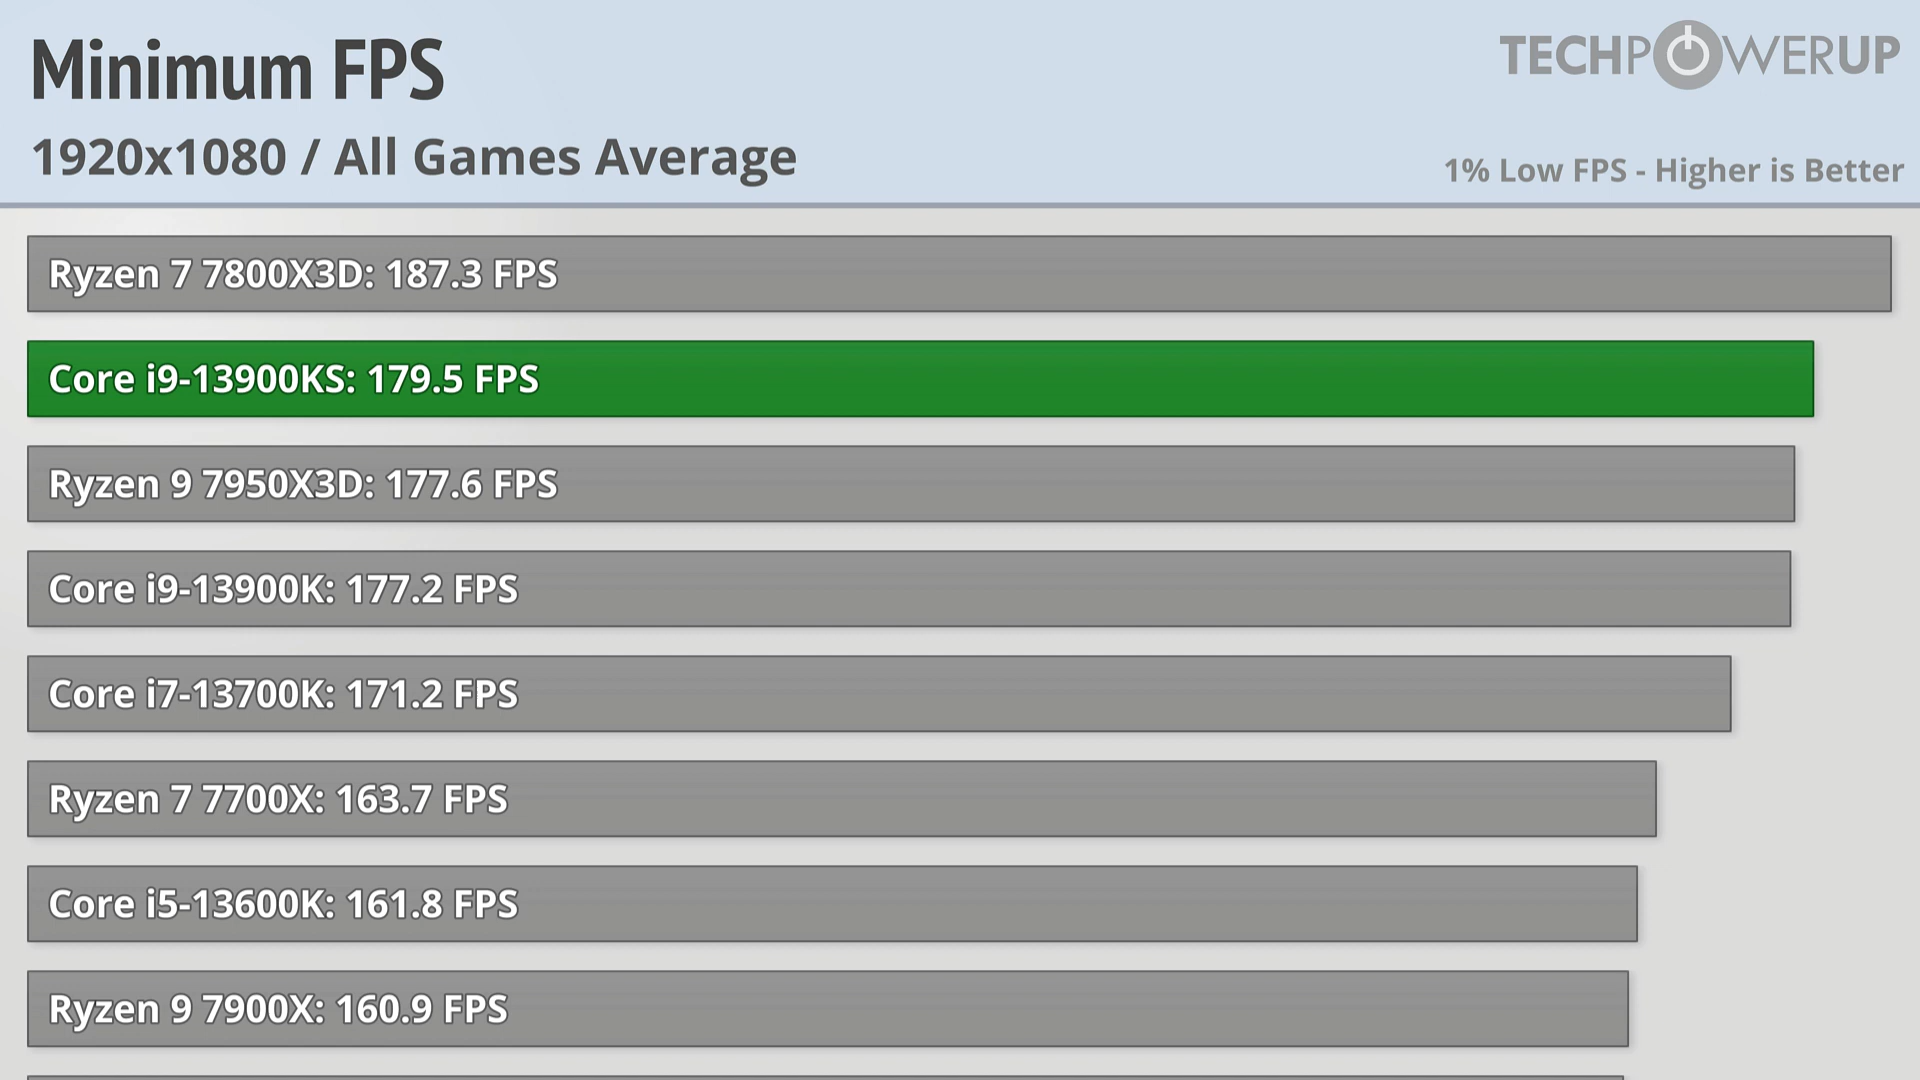 Minimum FPS
TECHPOWERUP
1920x1080 / All Games Average
1% Low FPS - Higher is Better
Ryzen 7 7800X3D: 187.3 FPS
Core i9-13900KS: 179.5 FPS
Ryzen 9 7950X3D: 177.6 FPS
Core i9-13900K: 177.2 FPS
Core i7-13700K: 171.2 FPS
Ryzen 7 7700X: 163.7 FPS
Core i5-13600K: 161.8 FPS
Ryzen 9 7900X: 160.9 FPS